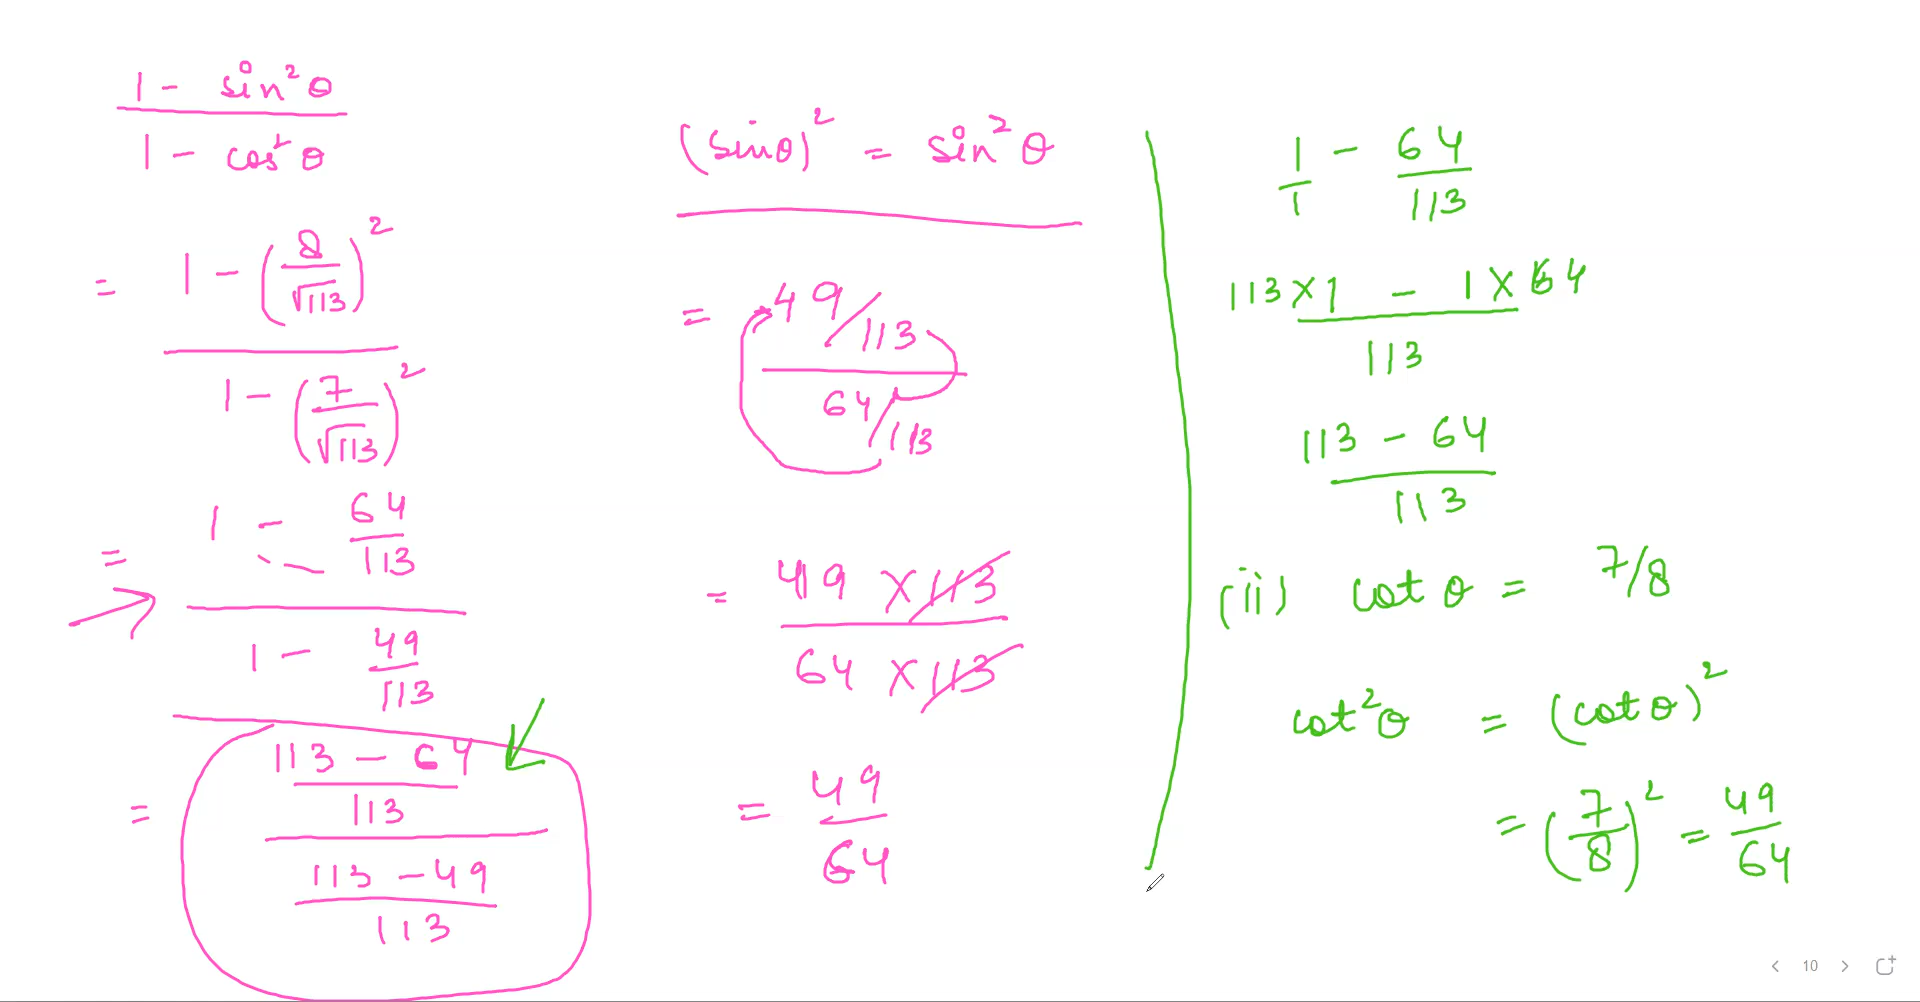 1 - sin²θ
1 - cos²θ
= 1 - (8/√113)²
1 - (7/√113)²
= 1 - 64/113
1 - 49/113
= 113 - 64
113
113 - 49
113
(sinθ)² = sin²θ
= 49/113
64/113
= 49 × 113
64 × 113
= 49/64
1/1 - 64/113
113 × 1 - 1 × 64
113
113 - 64
113
(ii) cot θ = 7/8
cot²θ = (cot θ)²
= (7/8)² = 49/64
10